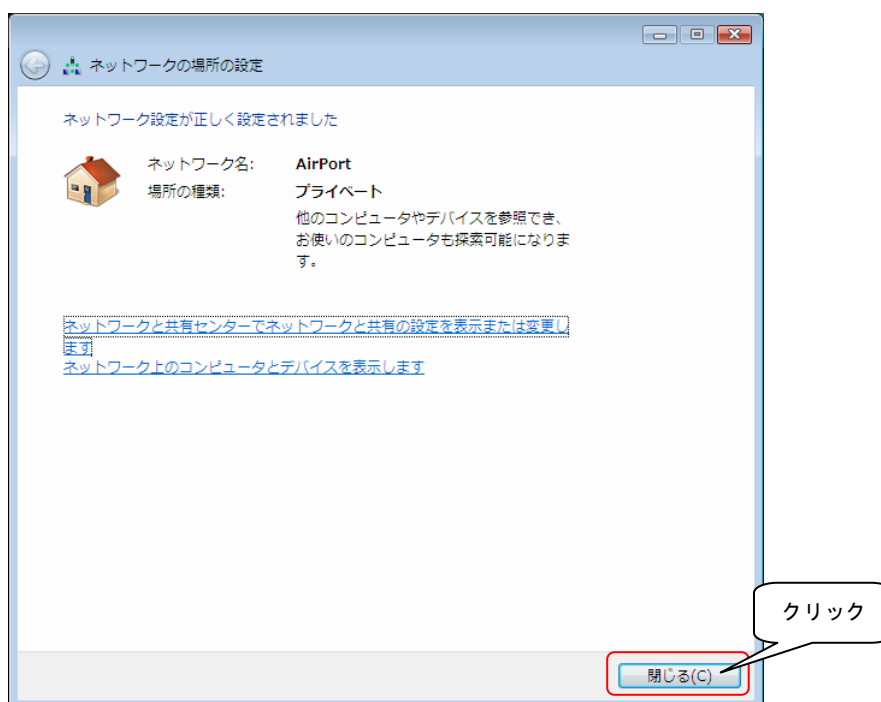 ネットワークの場所の設定
ネットワーク設定が正しく設定されました
ネットワーク名: AirPort
場所の種類: プライベート
他のコンピュータやデバイスを参照でき、
お使いのコンピュータも探索可能になりま
す。
ネットワークと共有センターでネットワークと共有の設定を表示または変更し
ます
ネットワーク上のコンピュータとデバイスを表示します
クリック
閉じる(C)